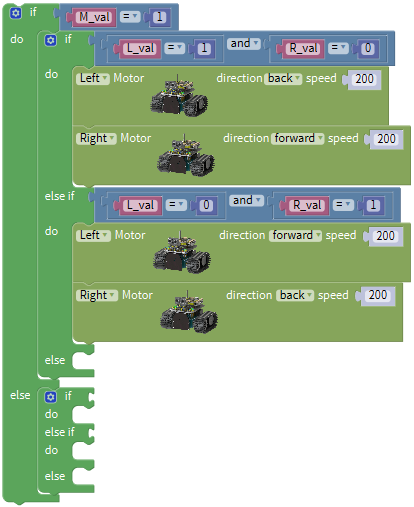 if M_val = 1
do if L_val = 1 and R_val = 0
do Left Motor direction back speed 200
Right Motor direction forward speed 200
else if L_val = 0 and R_val = 1
do Left Motor direction forward speed 200
Right Motor direction back speed 200
else
else if
do
else if
do
else